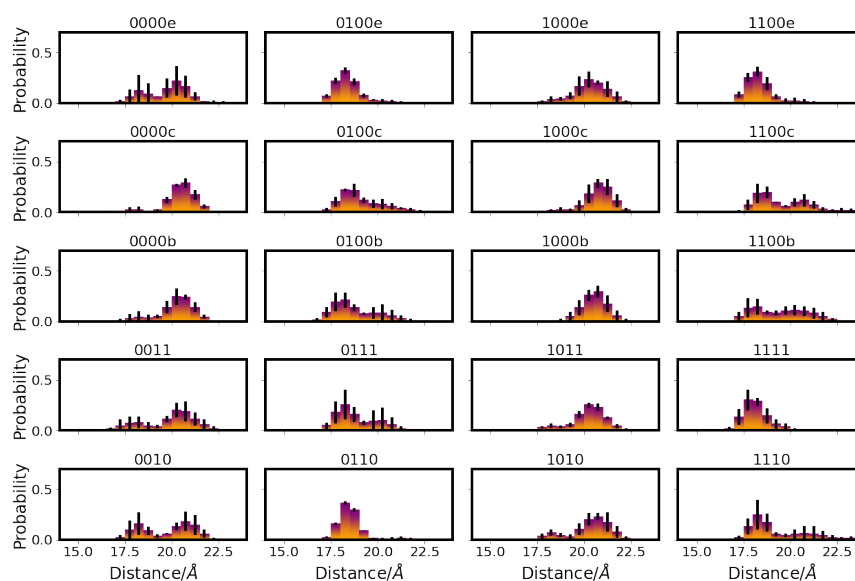 0000e 0100e 1000e 1100e
Probability
0.5
0.0
0000c 0100c 1000c 1100c
Probability
0.5
0.0
0000b 0100b 1000b 1100b
Probability
0.5
0.0
0011 0111 1011 1111
Probability
0.5
0.0
0010 0110 1010 1110
Probability
0.5
0.0
15.0 17.5 20.0 22.5 15.0 17.5 20.0 22.5 15.0 17.5 20.0 22.5 15.0 17.5 20.0 22.5
Distance/Å Distance/Å Distance/Å Distance/Å